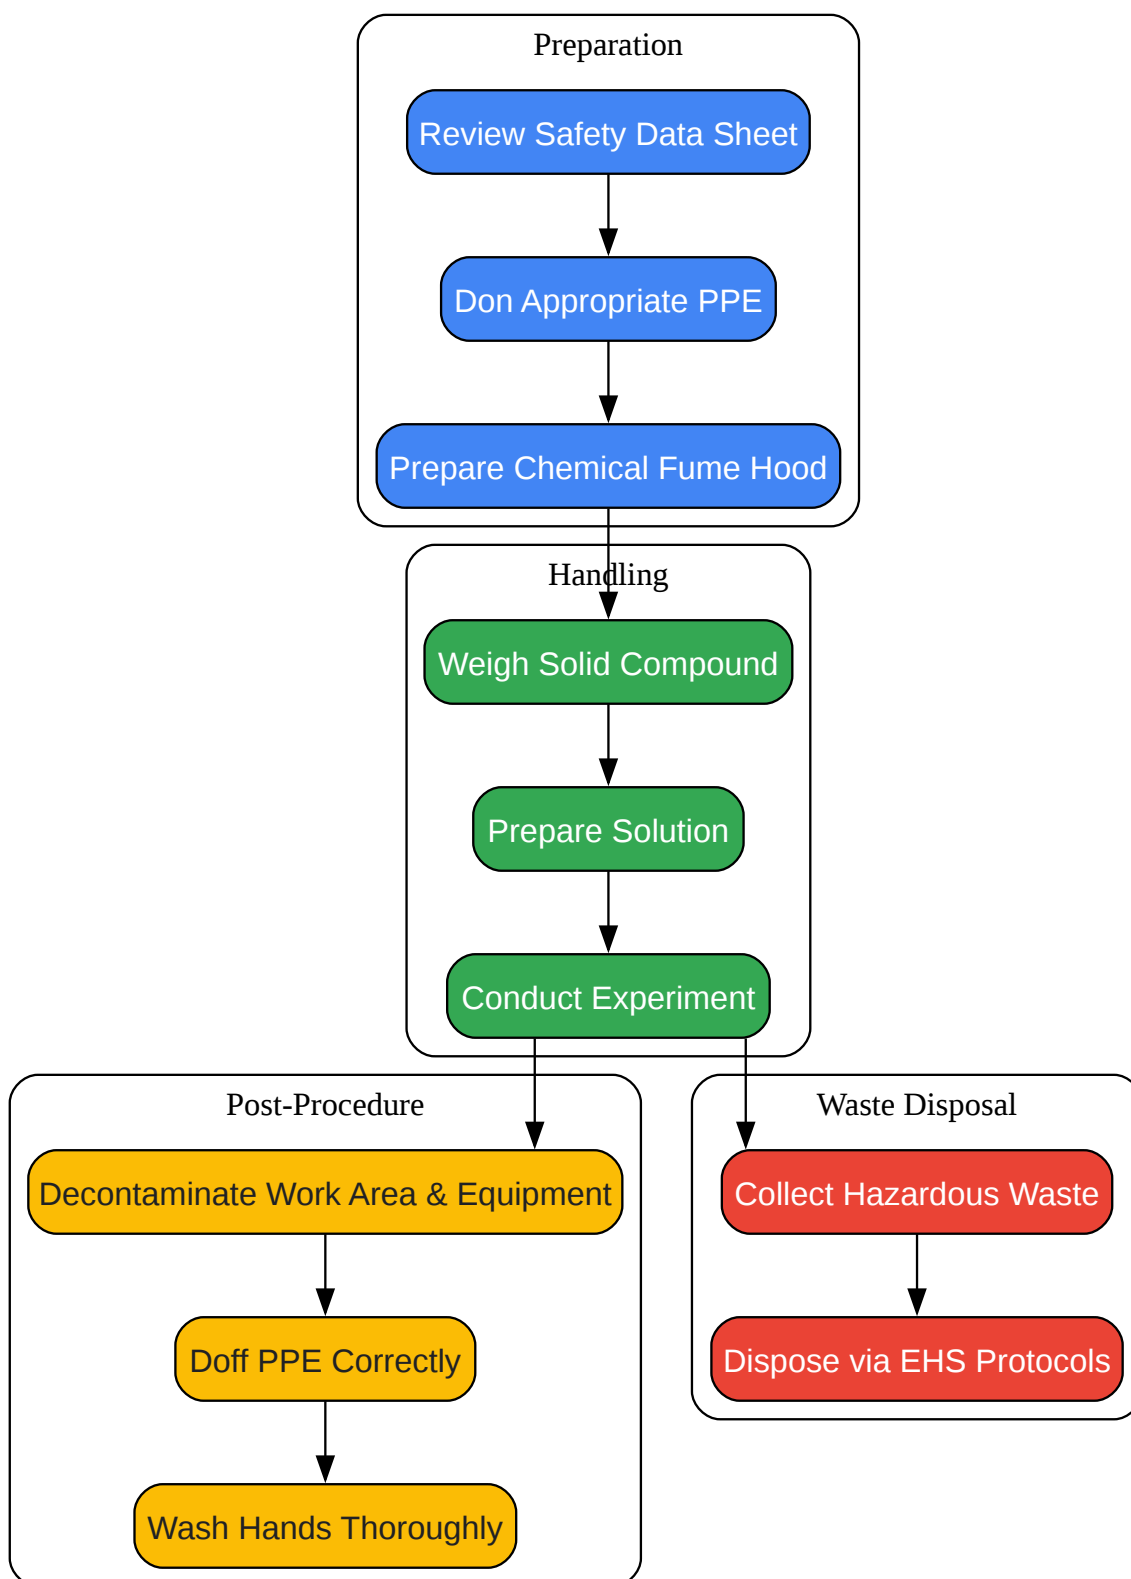 Preparation
Review Safety Data Sheet
Don Appropriate PPE
Prepare Chemical Fume Hood
Handling
Weigh Solid Compound
Prepare Solution
Conduct Experiment
Post-Procedure
Decontaminate Work Area & Equipment
Doff PPE Correctly
Wash Hands Thoroughly
Waste Disposal
Collect Hazardous Waste
Dispose via EHS Protocols